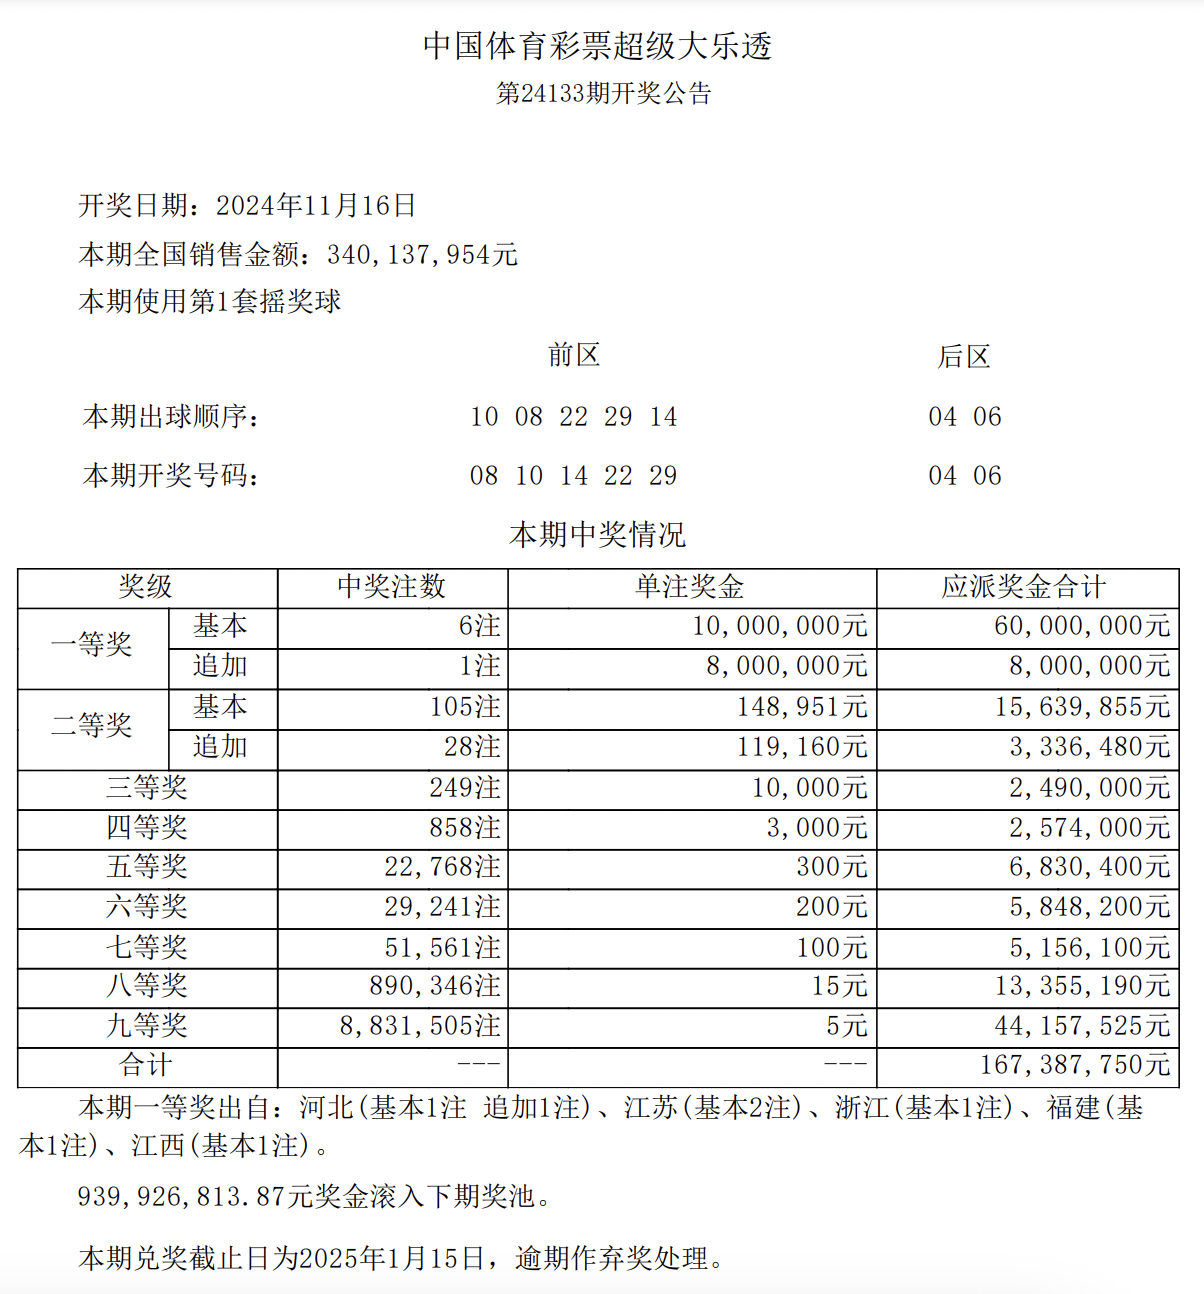 中国体育彩票超级大乐透
第24133期开奖公告
开奖日期：2024年11月16日
本期全国销售金额：340,137,954元
本期使用第1套摇奖球
前区 后区
本期出球顺序： 10 08 22 29 14 04 06
本期开奖号码： 08 10 14 22 29 04 06
本期中奖情况
奖级 中奖注数 单注奖金 应派奖金合计
一等奖 基本 6注 10,000,000元 60,000,000元
追加 1注 8,000,000元 8,000,000元
二等奖 基本 105注 148,951元 15,639,855元
追加 28注 119,160元 3,336,480元
三等奖 249注 10,000元 2,490,000元
四等奖 858注 3,000元 2,574,000元
五等奖 22,768注 300元 6,830,400元
六等奖 29,241注 200元 5,848,200元
七等奖 51,561注 100元 5,156,100元
八等奖 890,346注 15元 13,355,190元
九等奖 8,831,505注 5元 44,157,525元
合计 --- --- 167,387,750元
本期一等奖出自：河北(基本1注 追加1注)、江苏(基本2注)、浙江(基本1注)、福建(基
本1注)、江西(基本1注)。
939,926,813.87元奖金滚入下期奖池。
本期兑奖截止日为2025年1月15日，逾期作弃奖处理。